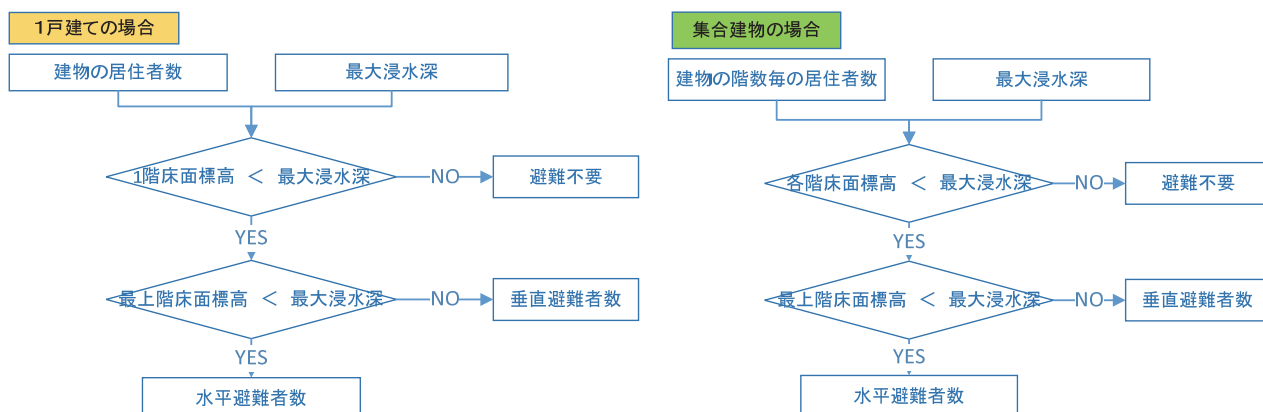 1戸建ての場合
建物の居住者数
最大浸水深
1階床面標高 < 最大浸水深
NO
避難不要
YES
最上階床面標高 < 最大浸水深
NO
垂直避難者数
YES
水平避難者数
集合建物の場合
建物の階数毎の居住者数
最大浸水深
各階床面標高 < 最大浸水深
NO
避難不要
YES
最上階床面標高 < 最大浸水深
NO
垂直避難者数
YES
水平避難者数